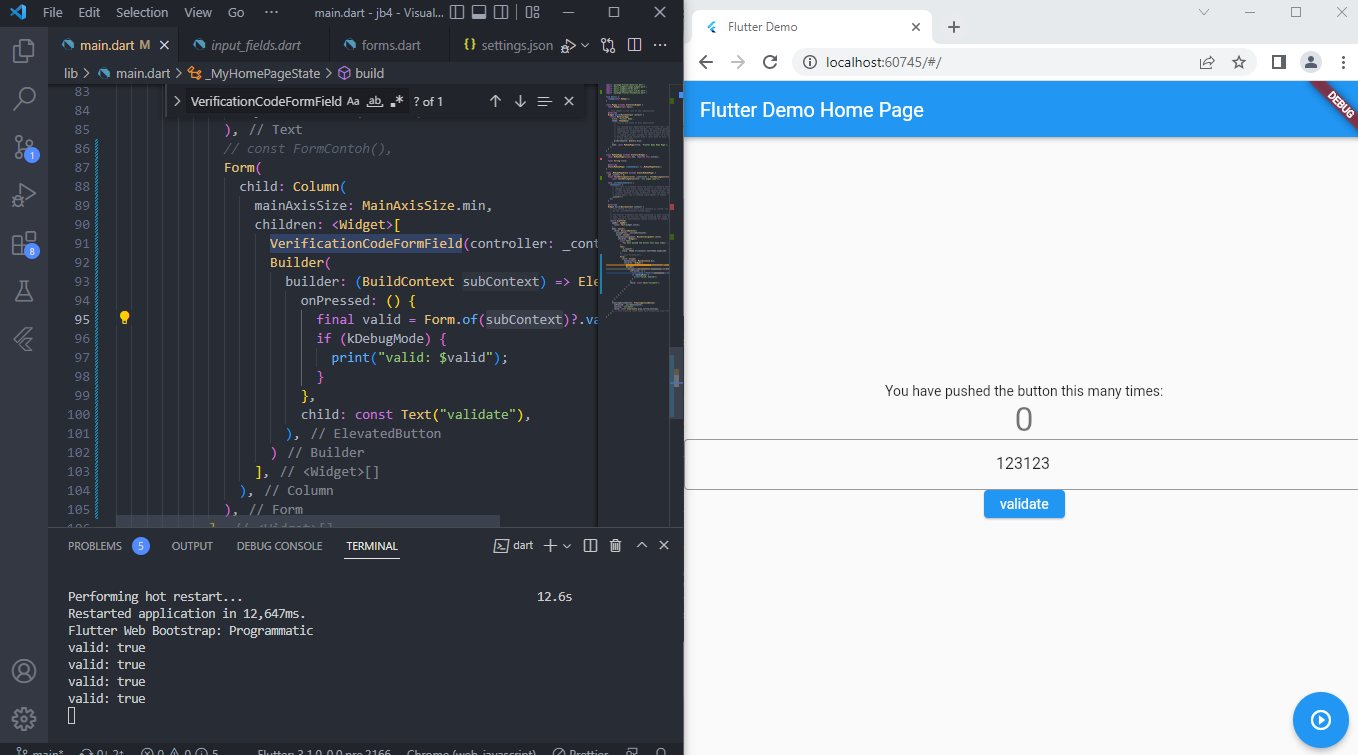 File Edit Selection View Go ··· main.dart - jb4 - Visual...
main.dart M input_fields.dart forms.dart {} settings.json
lib > main.dart > _MyHomePageState > build
VerificationCodeFormField Aa ab .* ? of 1
83
84
85 ), // Text
86 // const FormContoh(),
87 Form(
88 child: Column(
89 mainAxisSize: MainAxisSize.min,
90 children: <Widget>[
91 VerificationCodeFormField(controller: _cont
92 Builder(
93 builder: (BuildContext subContext) => Ele
94 onPressed: () {
95 final valid = Form.of(subContext)?.va
96 if (kDebugMode) {
97 print("valid: $valid");
98 }
99 },
100 child: const Text("validate"),
101 ), // ElevatedButton
102 ) // Builder
103 ], // <Widget>[]
104 ), // Column
105 ), // Form
106 ], // <Widget>[]
1
8
PROBLEMS 5 OUTPUT DEBUG CONSOLE TERMINAL dart
Performing hot restart... 12.6s
Restarted application in 12,647ms.
Flutter Web Bootstrap: Programmatic
valid: true
valid: true
valid: true
valid: true
main* 0↓ 2↑ 0 0 5 Flutter: 3.1.0-0.0.pre.2166 Chrome (web-javascript) Prettier
Flutter Demo
localhost:60745/#/
Flutter Demo Home Page
DEBUG
You have pushed the button this many times:
0
123123
validate